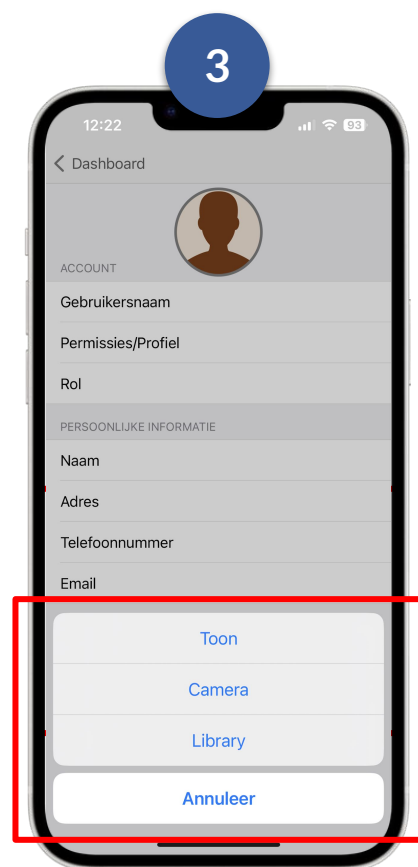 3
12:22
93
Dashboard
ACCOUNT
Gebruikersnaam
Permissies/Profiel
Rol
PERSOONLIJKE INFORMATIE
Naam
Adres
Telefoonnummer
Email
Toon
Camera
Library
Annuleer